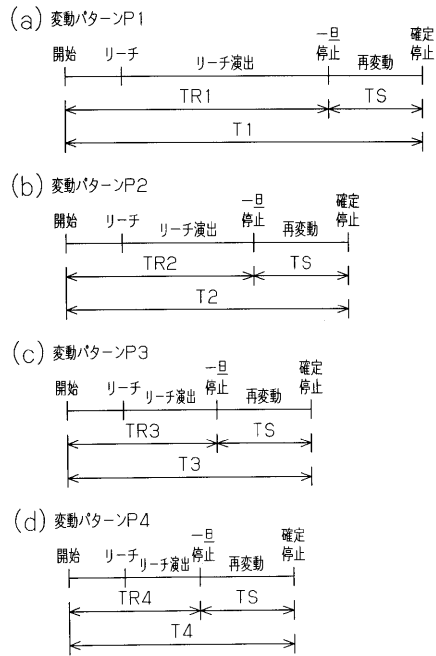 (a) 変動パターンP1
開始 リーチ リーチ演出 一旦停止 再変動 確定停止
TR1 TS
T1
(b) 変動パターンP2
開始 リーチ リーチ演出 一旦停止 再変動 確定停止
TR2 TS
T2
(c) 変動パターンP3
開始 リーチ リーチ演出 一旦停止 再変動 確定停止
TR3 TS
T3
(d) 変動パターンP4
開始 リーチ リーチ演出 一旦停止 再変動 確定停止
TR4 TS
T4